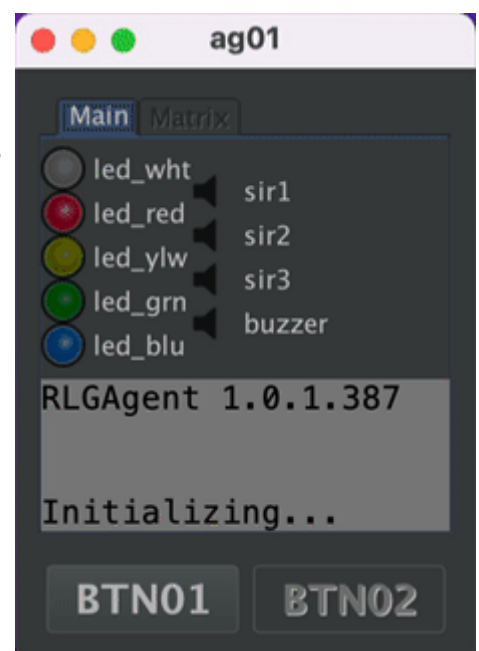 ag01
Main Matrix
led_wht
sir1
led_red
sir2
led_ylw
sir3
led_grn
buzzer
led_blu
RLGAgent 1.0.1.387
Initializing...
BTN01 BTN02